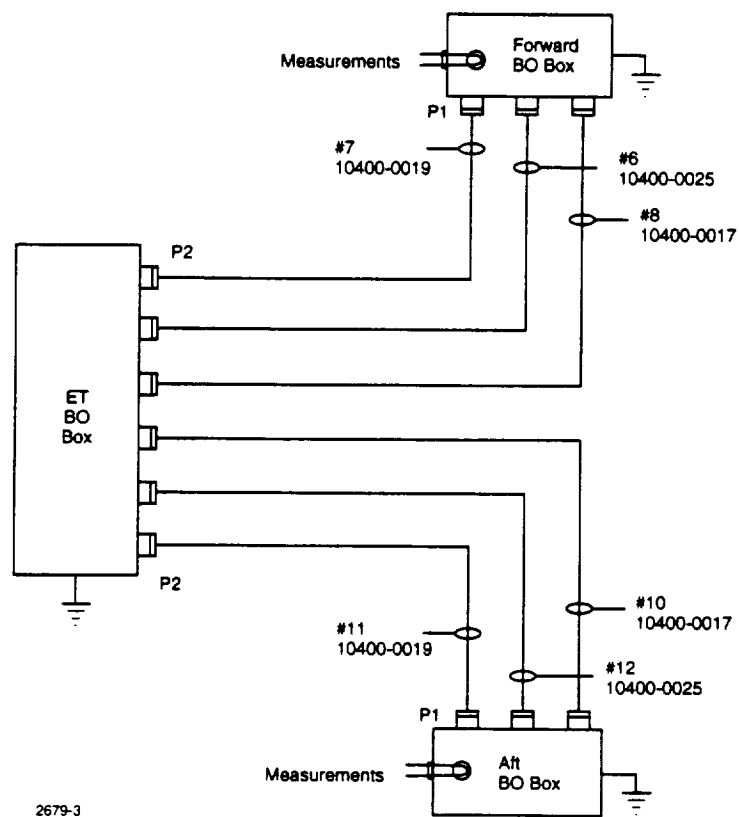 Forward
BO Box
Measurements
P1
#7
10400-0019
#6
10400-0025
#8
10400-0017
P2
ET
BO
Box
P2
#10
10400-0017
#11
10400-0019
#12
10400-0025
P1
Aft
BO Box
Measurements
2679-3